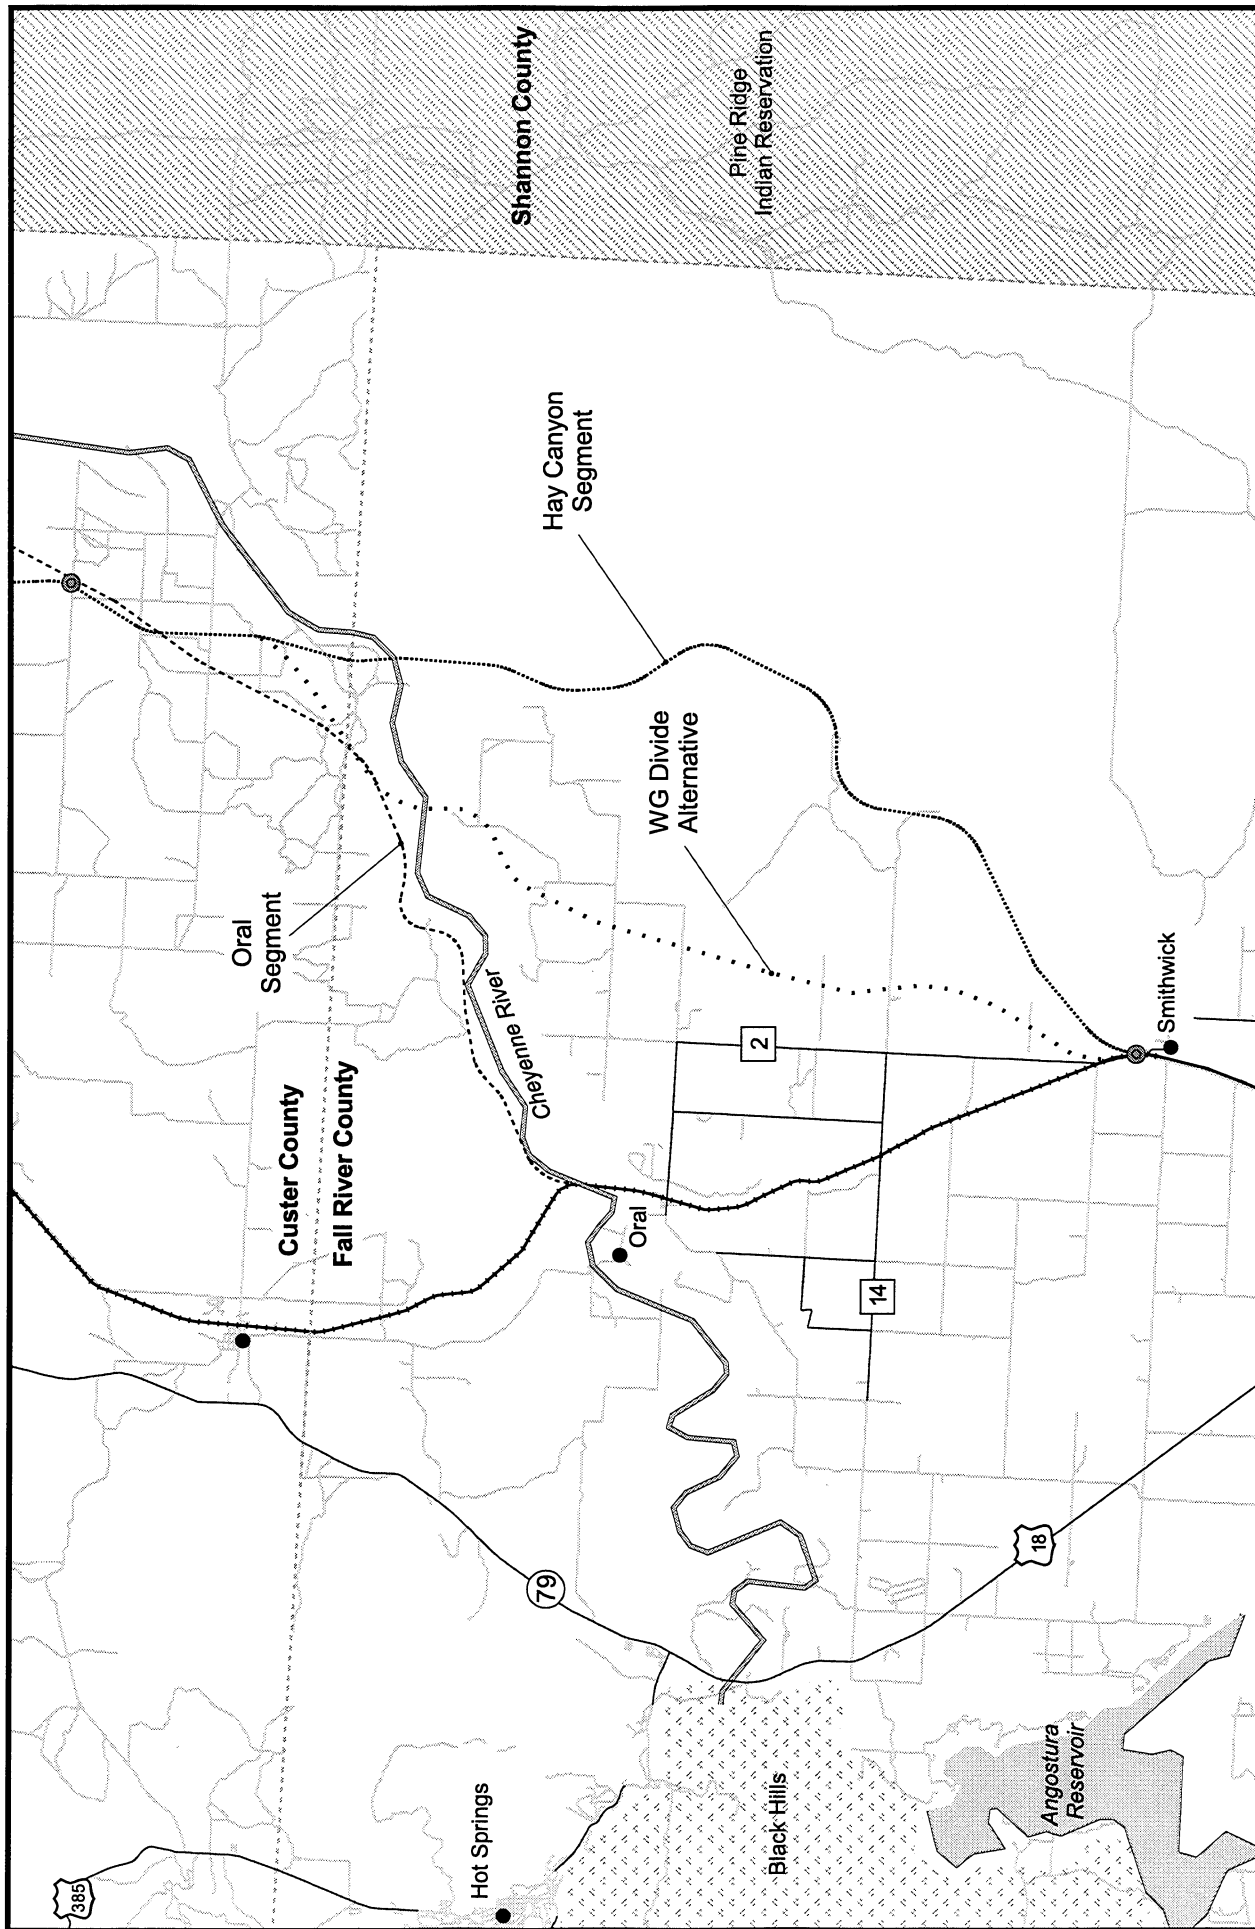 385
Hot Springs
Black Hills
Angostura
Reservoir
79
18
Custer County
Fall River County
Oral
14
Cheyenne River
2
Smithwick
Oral
Segment
WG Divide
Alternative
Hay Canyon
Segment
Shannon County
Pine Ridge
Indian Reservation